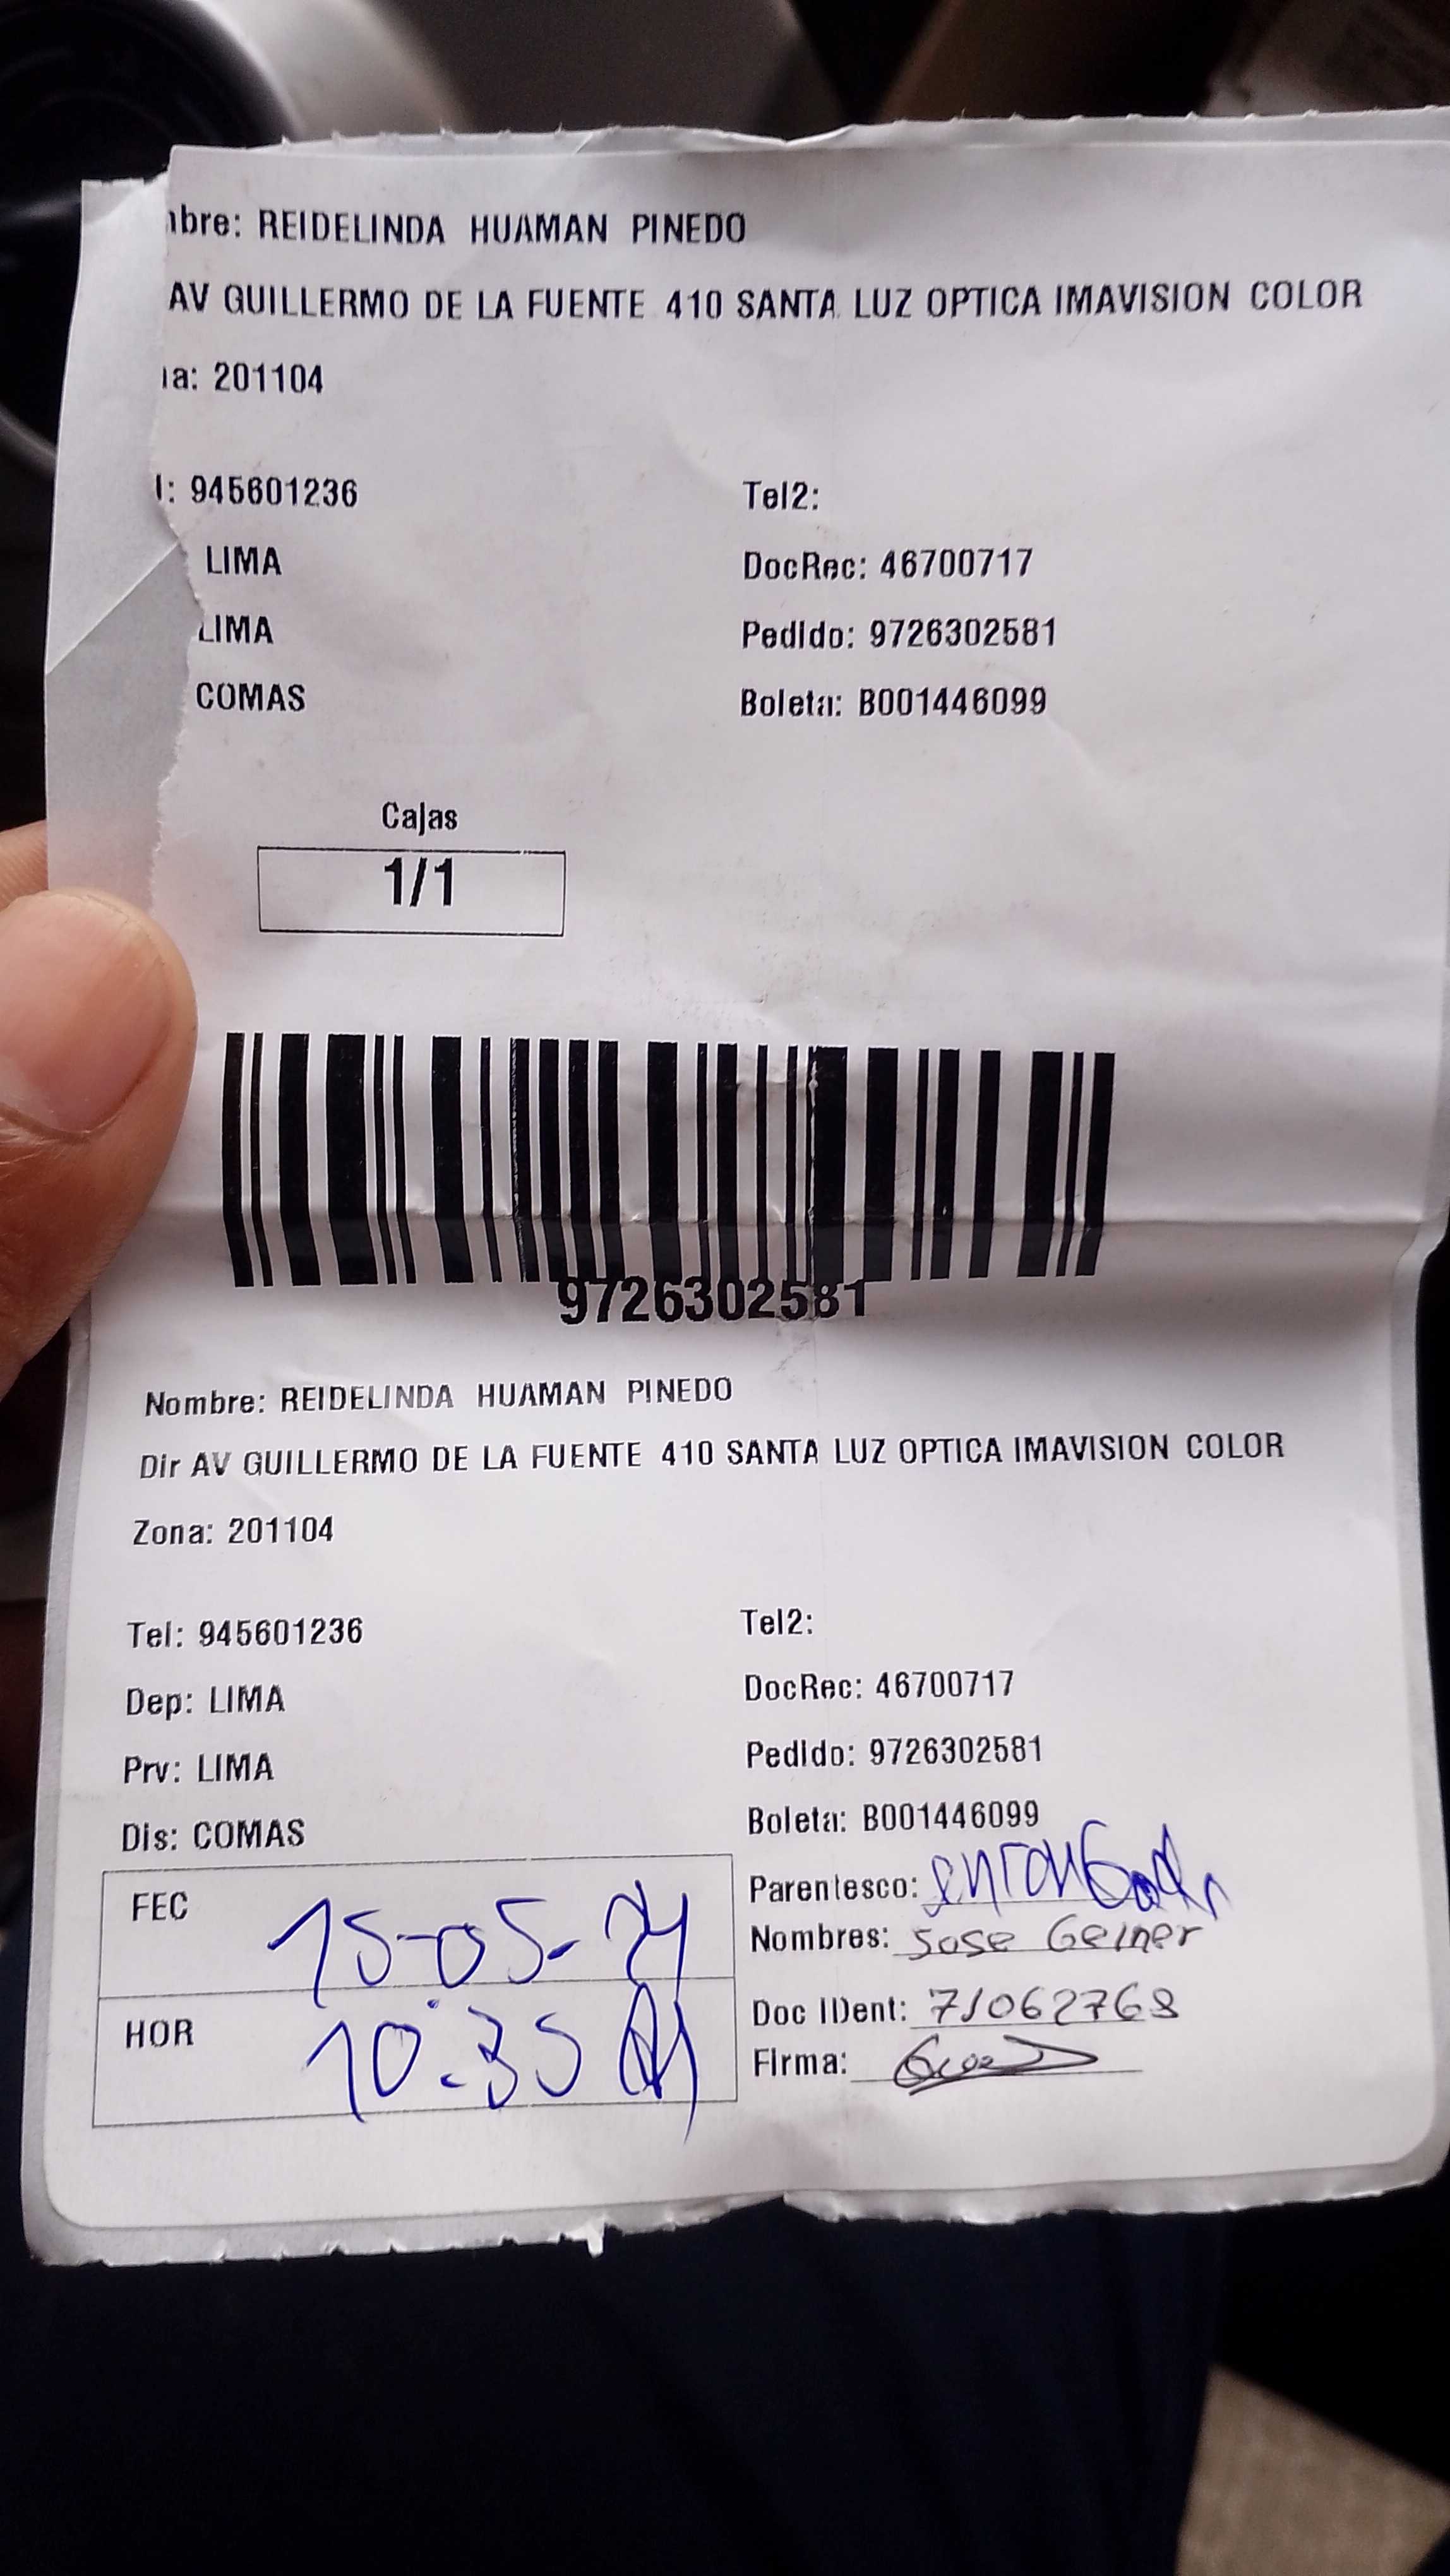 nbre: REIDELINDA HUAMAN PINEDO
AV GUILLERMO DE LA FUENTE 410 SANTA LUZ OPTICA IMAVISION COLOR
na: 201104
l: 945601236 Tel2:
LIMA DocRec: 46700717
LIMA Pedido: 9726302581
COMAS Boleta: B001446099
Cajas
1/1
9726302581
Nombre: REIDELINDA HUAMAN PINEDO
Dir AV GUILLERMO DE LA FUENTE 410 SANTA LUZ OPTICA IMAVISION COLOR
Zona: 201104
Tel: 945601236 Tel2:
Dep: LIMA DocRec: 46700717
Prv: LIMA Pedido: 9726302581
Dis: COMAS Boleta: B001446099
FEC 15-05-24 Parentesco:
Nombres: Jose Geiner
HOR 10:35 Doc IDent: 71062768
Firma: